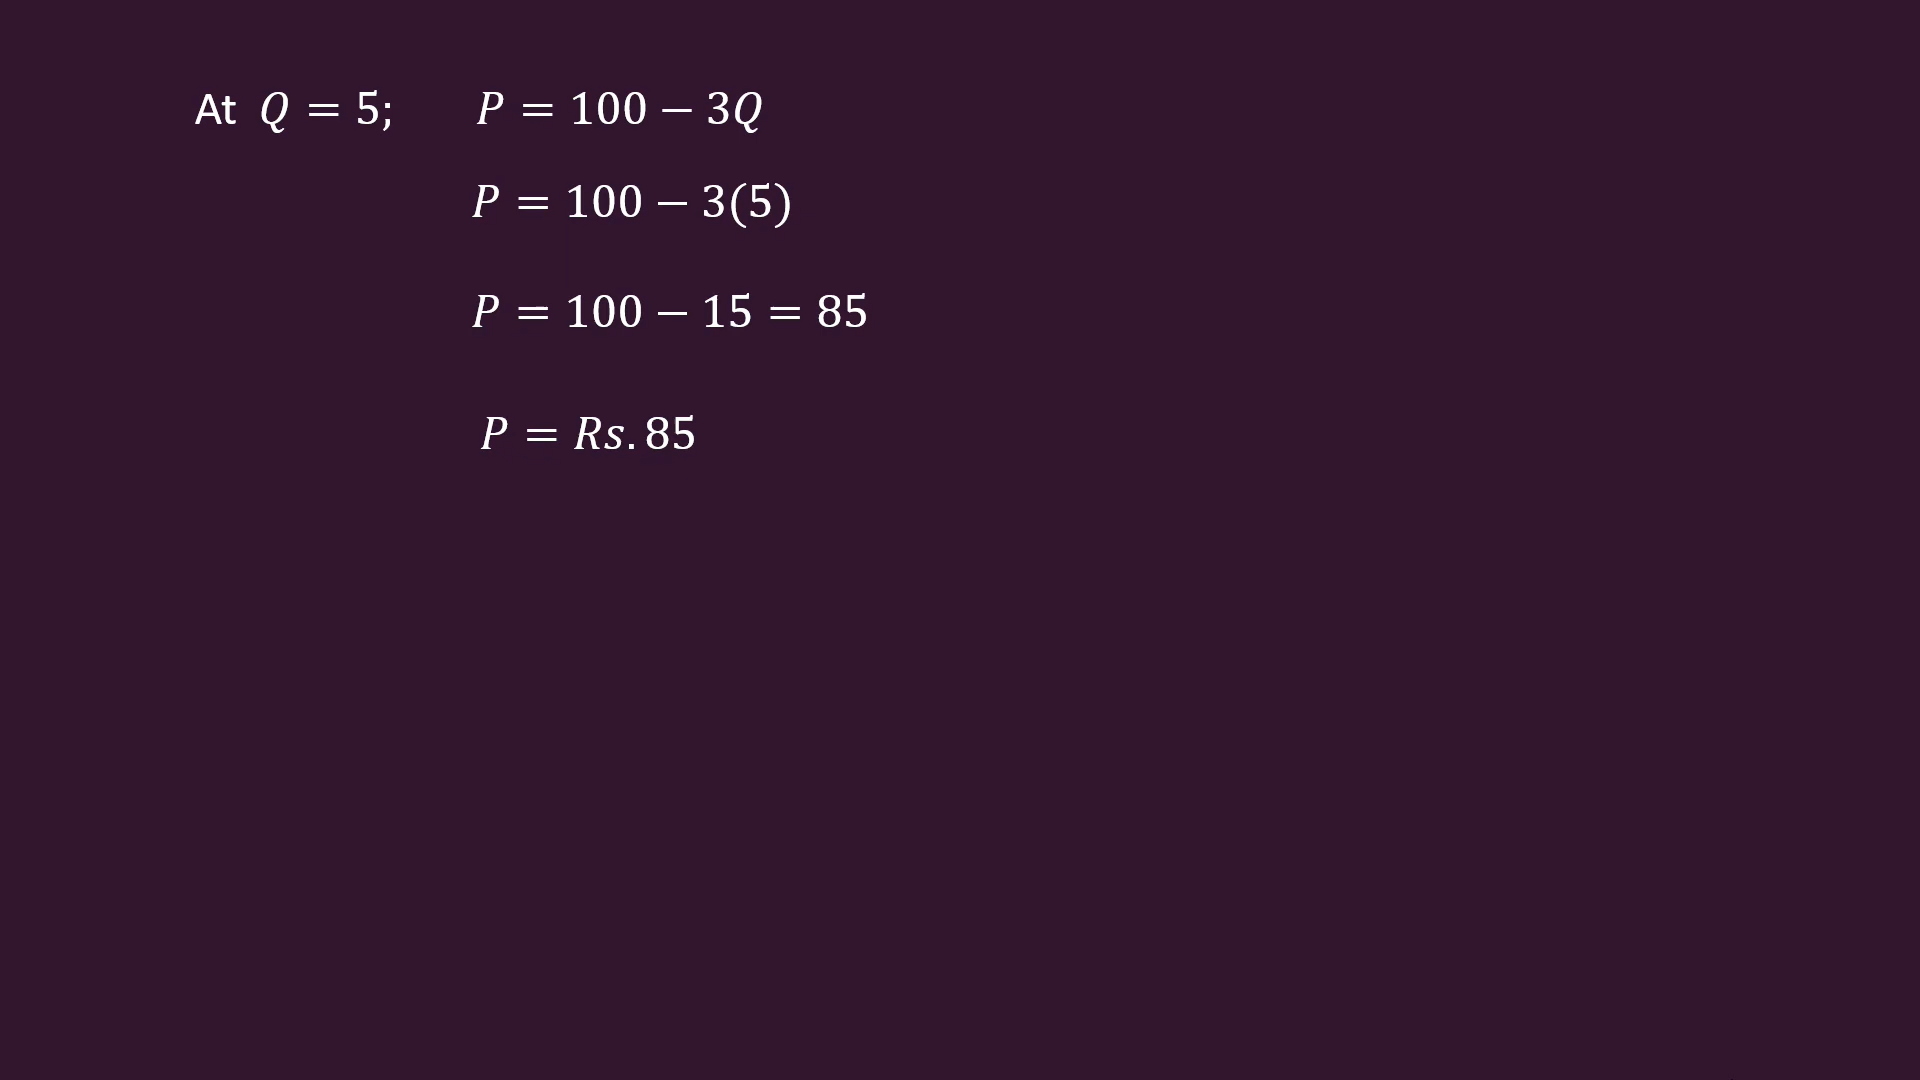 At Q = 5; P = 100 − 3Q
P = 100 − 3(5)
P = 100 − 15 = 85
P = Rs. 85